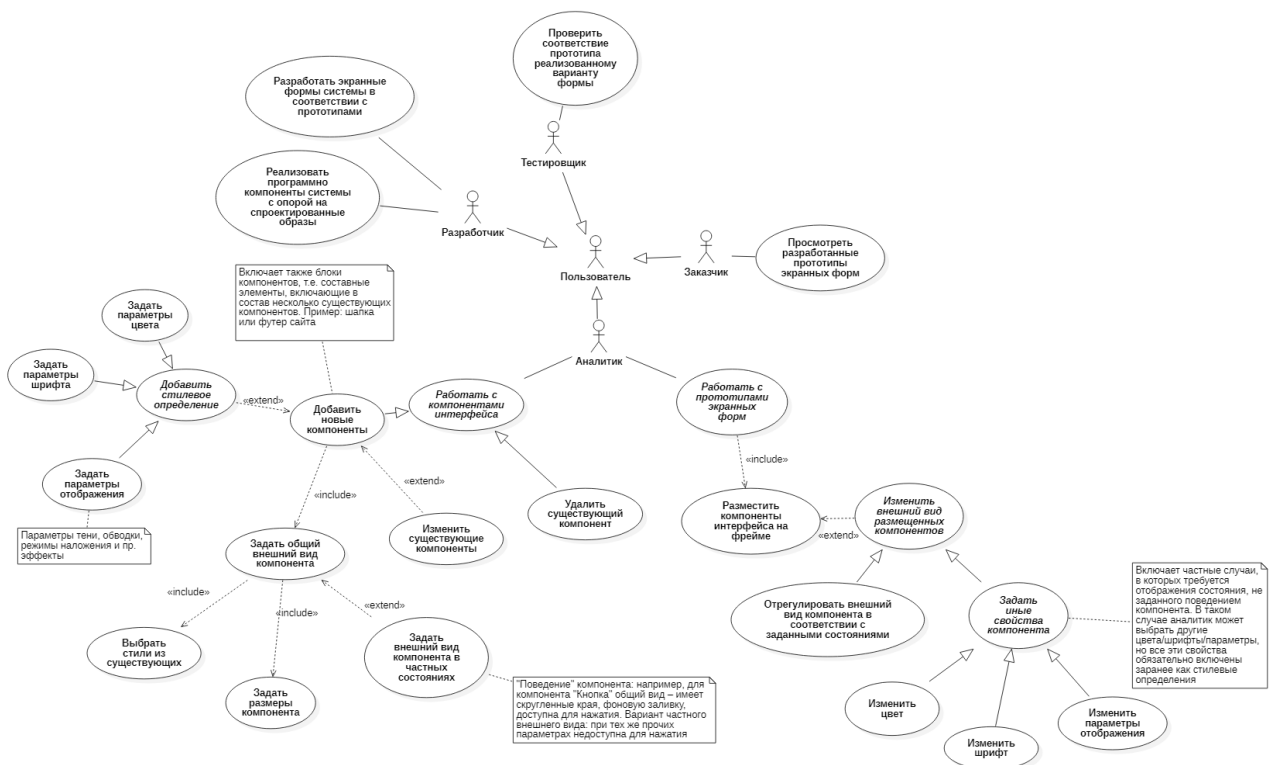 Проверить
соответствие
прототипа
реализованному
варианту
формы
Разработать экранные
формы системы в
соответствии с
прототипами
Тестировщик
Реализовать
программно
компоненты системы
с опорой на
спроектированные
образы
Разработчик
Пользователь
Заказчик
Просмотреть
разработанные
прототипы
экранных форм
Включает также блоки
компонентов, т.е. составные
элементы, включающие в
состав несколько существующих
компонентов. Пример: шапка
или футер сайта
Аналитик
Задать
параметры
цвета
Задать
параметры
шрифта
Добавить
стилевое
определение
«extend»
Добавить
новые
компоненты
Работать с
компонентами
интерфейса
Работать с
прототипами
экранных
форм
Задать
параметры
отображения
Параметры тени, обводки,
режимы наложения и пр.
эффекты
«include»
«extend»
«include»
Удалить
существующий
компонент
Изменить
существующие
компоненты
Разместить
компоненты
интерфейса на
фрейме
«extend»
Изменить
внешний вид
размещенных
компонентов
Задать общий
внешний вид
компонента
«include»
«include»
«extend»
Выбрать
стили из
существующих
Задать
размеры
компонента
Задать
внешний вид
компонента в
частных
состояниях
"Поведение" компонента: например, для
компонента "Кнопка" общий вид – имеет
скругленные края, фоновую заливку,
доступна для нажатия. Вариант частного
внешнего вида: при тех же прочих
параметрах недоступна для нажатия
Отрегулировать внешний
вид компонента в
соответствии с
заданными состояниями
Задать
иные
свойства
компонента
Включает частные случаи,
в которых требуется
отображения состояния, не
заданного поведением
компонента. В таком
случае аналитик может
выбрать другие
цвета/шрифты/параметры,
но все эти свойства
обязательно включены
заранее как стилевые
определения
Изменить
цвет
Изменить
шрифт
Изменить
параметры
отображения